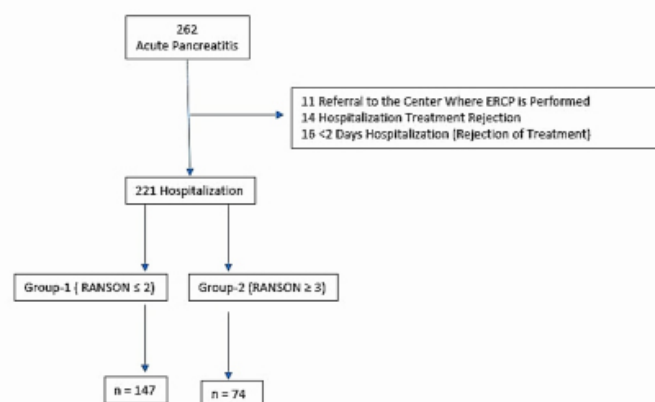 262
Acute Pancreatitis
11 Referral to the Center Where ERCP is Performed
14 Hospitalization Treatment Rejection
16 <2 Days Hospitalization (Rejection of Treatment)
221 Hospitalization
Group-1 ( RANSON ≤ 2)
Group-2 (RANSON ≥ 3)
n = 147
n = 74